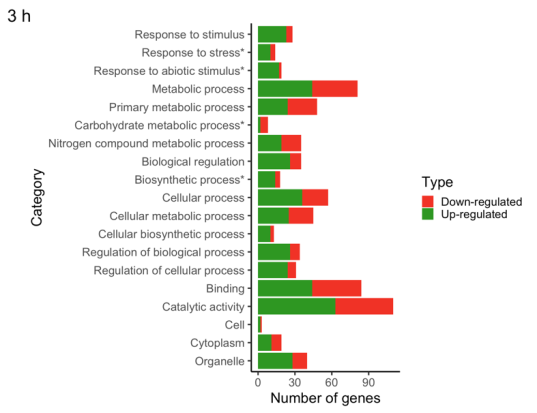 3 h
Response to stimulus
Response to stress*
Response to abiotic stimulus*
Metabolic process
Primary metabolic process
Carbohydrate metabolic process*
Nitrogen compound metabolic process
Biological regulation
Biosynthetic process*
Cellular process
Cellular metabolic process
Cellular biosynthetic process
Regulation of biological process
Regulation of cellular process
Binding
Catalytic activity
Cell
Cytoplasm
Organelle
Category
0 30 60 90
Number of genes
Type
Down-regulated
Up-regulated